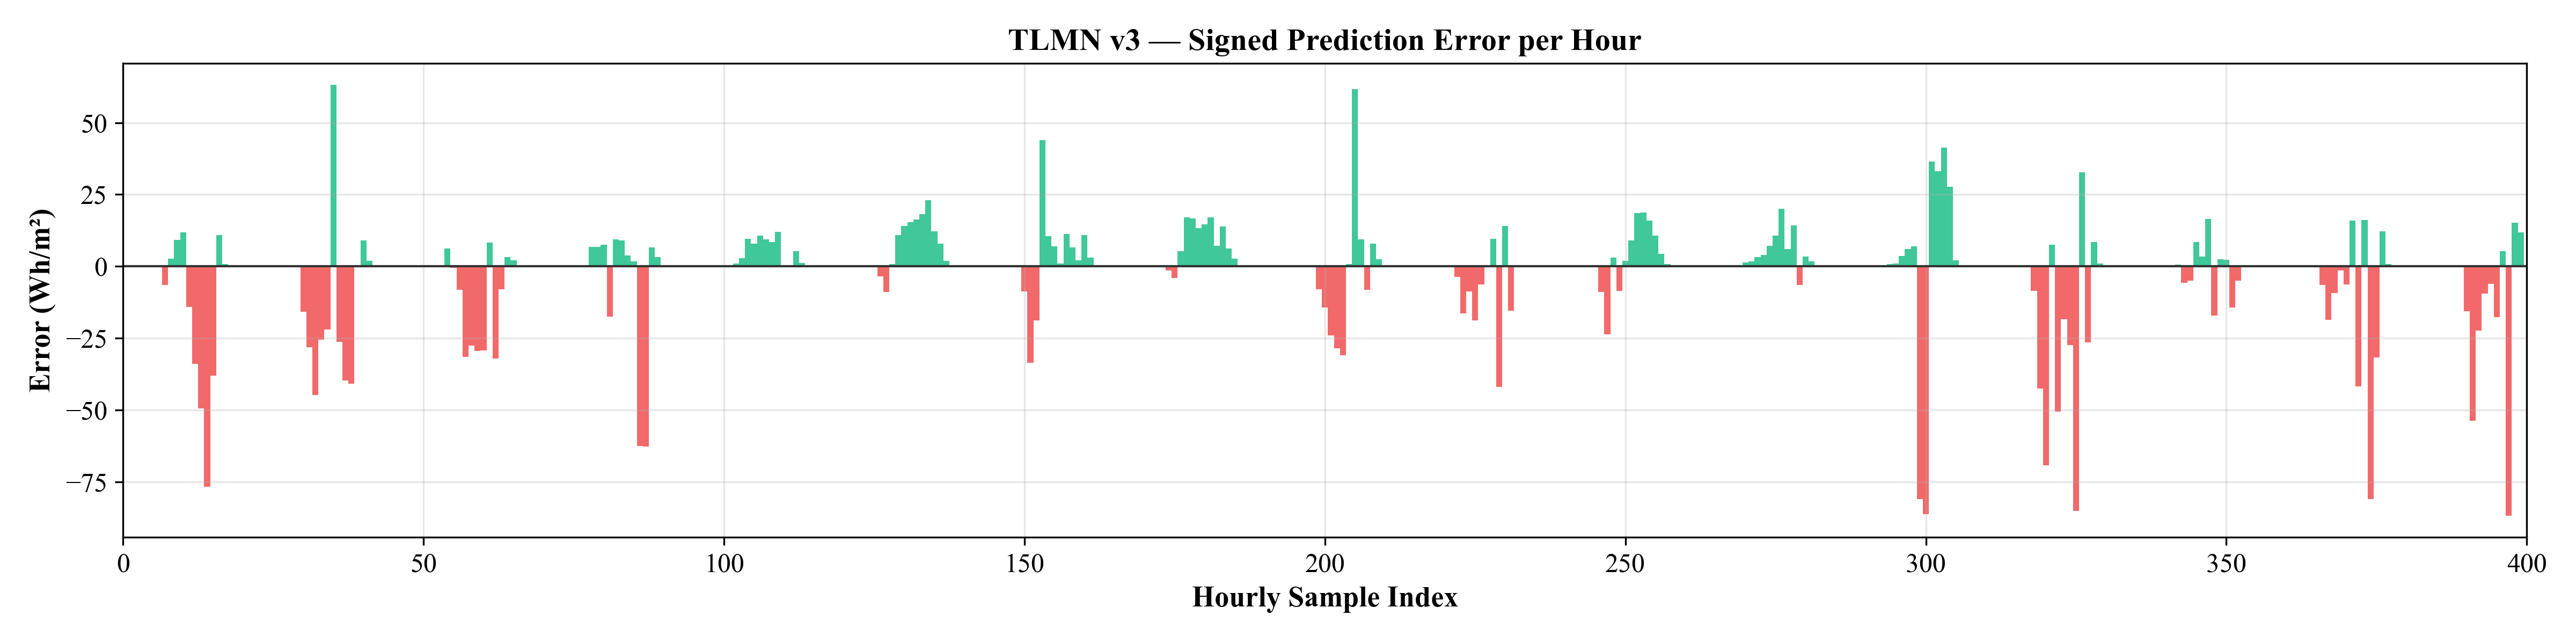 TLMN v3 — Signed Prediction Error per Hour
Error (Wh/m²)
50
25
0
−25
−50
−75
0 50 100 150 200 250 300 350 400
Hourly Sample Index